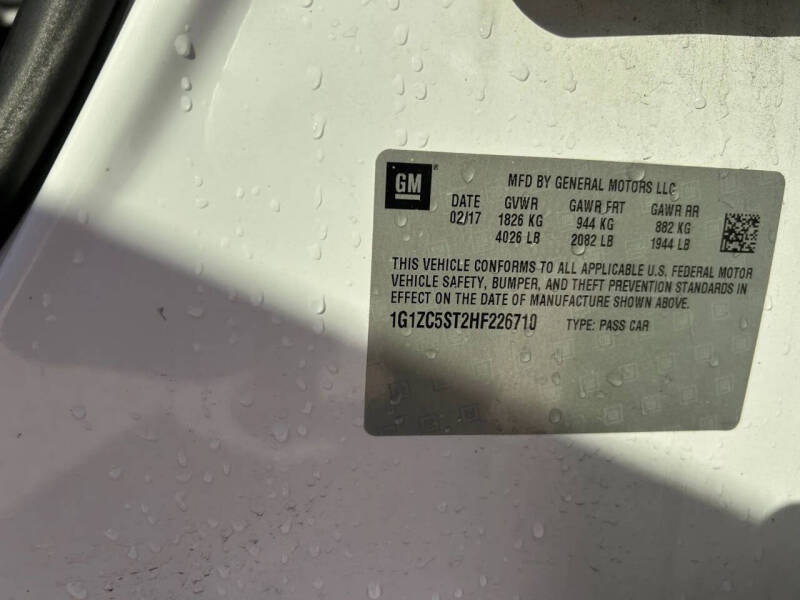 GM
MFD BY GENERAL MOTORS LLC
DATE GVWR GAWR FRT GAWR RR
02/17 1826 KG 944 KG 882 KG
4026 LB 2082 LB 1944 LB
THIS VEHICLE CONFORMS TO ALL APPLICABLE U.S. FEDERAL MOTOR
VEHICLE SAFETY, BUMPER, AND THEFT PREVENTION STANDARDS IN
EFFECT ON THE DATE OF MANUFACTURE SHOWN ABOVE.
1G1ZC5ST2HF226710 TYPE: PASS CAR